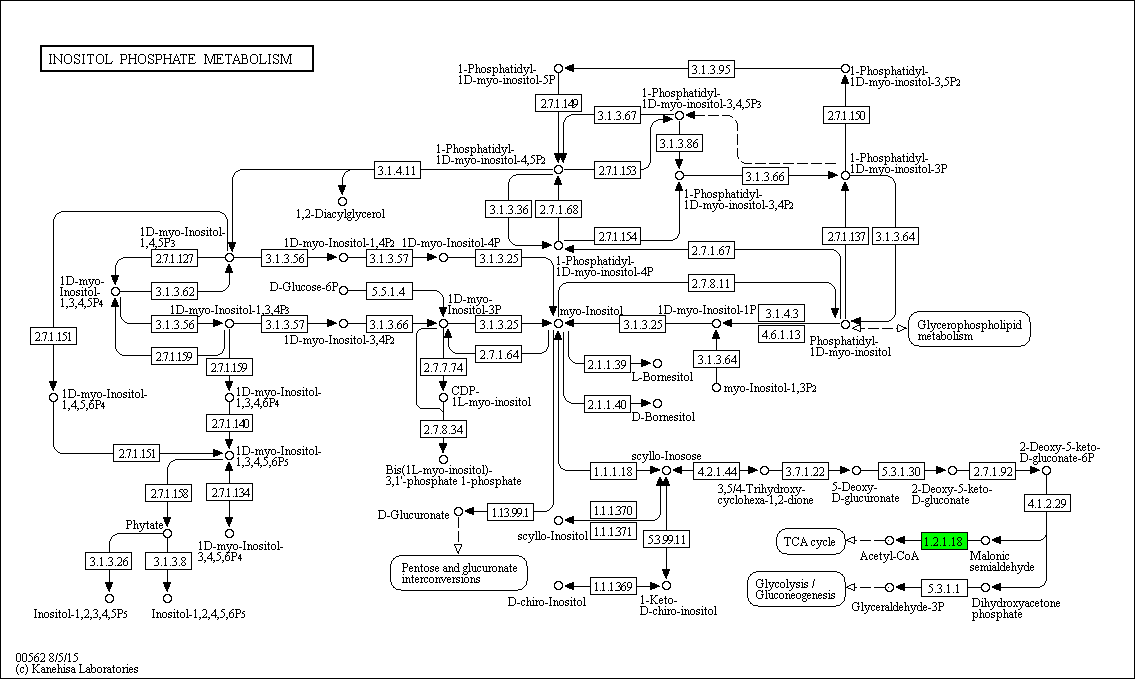 INOSITOL PHOSPHATE METABOLISM
1-Phosphatidyl-
1D-myo-inositol-5P
3.1.3.95
1-Phosphatidyl-
1D-myo-inositol-3,5P2
2.7.1.149
1-Phosphatidyl-
1D-myo-inositol-3,4,5P3
3.1.3.67
2.7.1.150
3.1.3.86
1-Phosphatidyl-
1D-myo-inositol-4,5P2
3.1.4.11
2.7.1.153
3.1.3.66
1-Phosphatidyl-
1D-myo-inositol-3P
1,2-Diacylglycerol
3.1.3.36
2.7.1.68
1-Phosphatidyl-
1D-myo-inositol-3,4P2
1D-myo-Inositol-
1,4,5P3
1D-myo-Inositol-1,4P2
1D-myo-Inositol-4P
2.7.1.154
2.7.1.137
3.1.3.64
2.7.1.127
3.1.3.56
3.1.3.57
3.1.3.25
2.7.1.67
1-Phosphatidyl-
1D-myo-inositol-4P
1D-myo-
Inositol-
1,3,4,5P4
3.1.3.62
D-Glucose-6P
5.5.1.4
2.7.8.11
1D-myo-Inositol-1,3,4P3
1D-myo-
Inositol-3P
myo-Inositol
1D-myo-Inositol-1P
3.1.4.3
3.1.3.56
3.1.3.57
3.1.3.66
3.1.3.25
3.1.3.25
4.6.1.13
Glycerophospholipid
metabolism
2.7.1.151
1D-myo-Inositol-3,4P2
Phosphatidyl-
1D-myo-inositol
2.7.1.159
2.7.1.159
2.7.1.64
2.7.7.74
2.1.1.39
L-Bornesitol
3.1.3.64
myo-Inositol-1,3P2
1D-myo-Inositol-
1,4,5,6P4
1D-myo-Inositol-
1,3,4,6P4
CDP-
1L-myo-inositol
2.1.1.40
D-Bornesitol
2.7.1.140
2.7.8.34
2.7.1.151
1D-myo-Inositol-
1,3,4,5,6P5
Bis(1L-myo-inositol)-
3,1'-phosphate 1-phosphate
scyllo-Inosose
1.1.1.18
4.2.1.44
3.7.1.22
5.3.1.30
2.7.1.92
2-Deoxy-5-keto-
D-gluconate-6P
3,5/4-Trihydroxy-
cyclohexa-1,2-dione
5-Deoxy-
D-glucuronate
2-Deoxy-5-keto-
D-gluconate
2.7.1.158
2.7.1.134
4.1.2.29
D-Glucuronate
1.13.99.1
1.1.1.370
1.1.1.371
scyllo-Inositol
Phytate
1D-myo-Inositol-
3,4,5,6P4
5.3.99.11
TCA cycle
Acetyl-CoA
1.2.1.18
Malonic
semialdehyde
3.1.3.26
3.1.3.8
Pentose and glucuronate
interconversions
D-chiro-Inositol
1.1.1.369
1-Keto-
D-chiro-inositol
Glycolysis /
Gluconeogenesis
Glyceraldehyde-3P
5.3.1.1
Dihydroxyacetone
phosphate
Inositol-1,2,3,4,5P5
Inositol-1,2,4,5,6P5
00562 8/5/15
(c) Kanehisa Laboratories